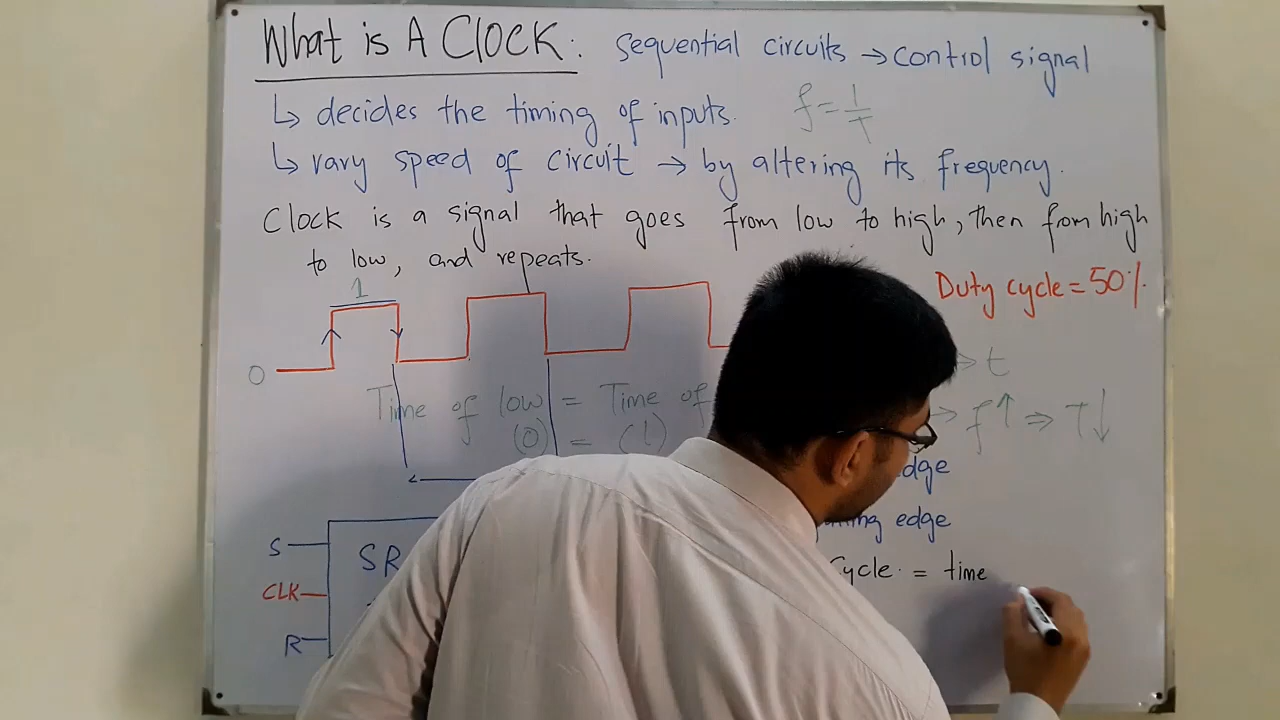 What is A CLOCK: sequential circuits → control signal
↳ decides the timing of inputs. f = 1/T
↳ vary speed of circuit → by altering its frequency.
Clock is a signal that goes from low to high, then from high
to low, and repeats.
Duty cycle = 50%.
1
0
→ t
Time of low = Time of
(0) = (1)
⇒ f↑ ⇒ T↓
edge
edge
S
SR
CLK
R
Cycle. = time